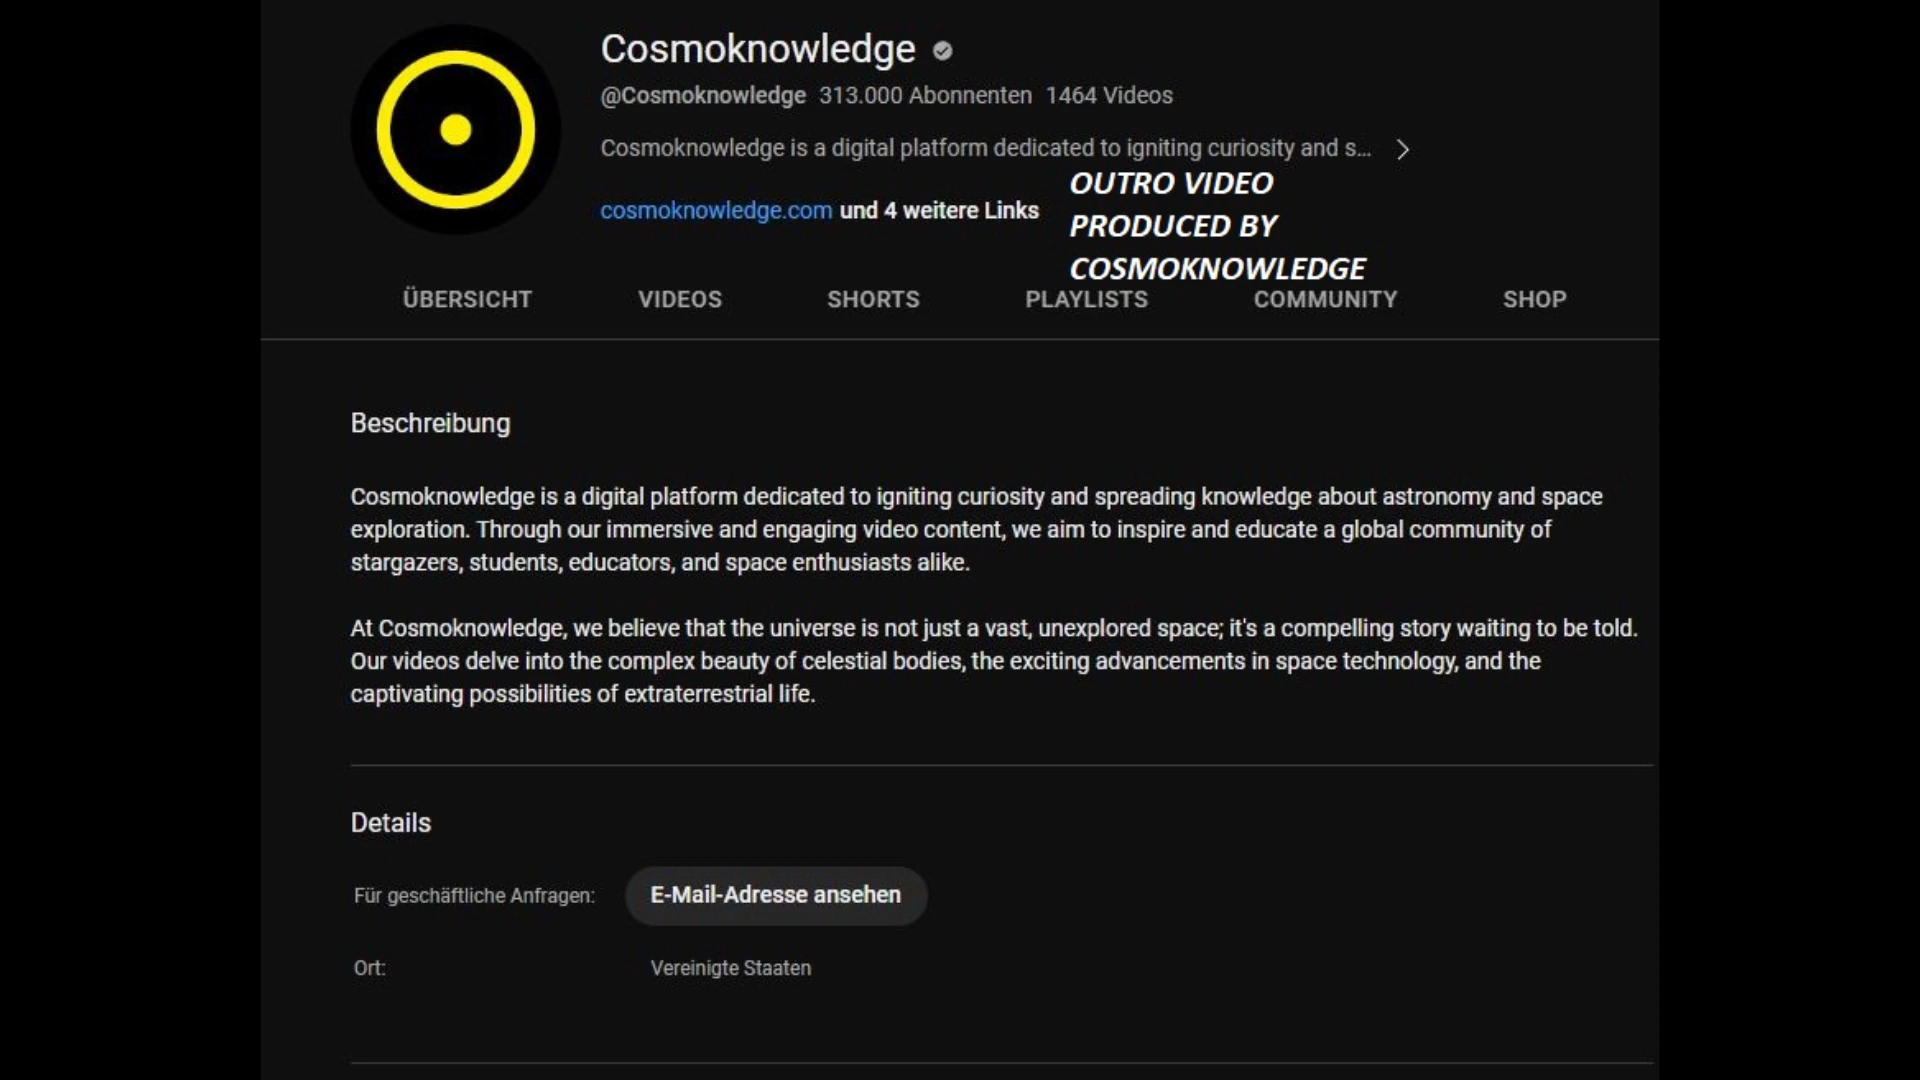 Cosmoknowledge
@Cosmoknowledge 313.000 Abonnenten 1464 Videos
Cosmoknowledge is a digital platform dedicated to igniting curiosity and s...
cosmoknowledge.com und 4 weitere Links
OUTRO VIDEO
PRODUCED BY
COSMOKNOWLEDGE
ÜBERSICHT VIDEOS SHORTS PLAYLISTS COMMUNITY SHOP
Beschreibung
Cosmoknowledge is a digital platform dedicated to igniting curiosity and spreading knowledge about astronomy and space
exploration. Through our immersive and engaging video content, we aim to inspire and educate a global community of
stargazers, students, educators, and space enthusiasts alike.
At Cosmoknowledge, we believe that the universe is not just a vast, unexplored space; it's a compelling story waiting to be told.
Our videos delve into the complex beauty of celestial bodies, the exciting advancements in space technology, and the
captivating possibilities of extraterrestrial life.
Details
Für geschäftliche Anfragen: E-Mail-Adresse ansehen
Ort: Vereinigte Staaten